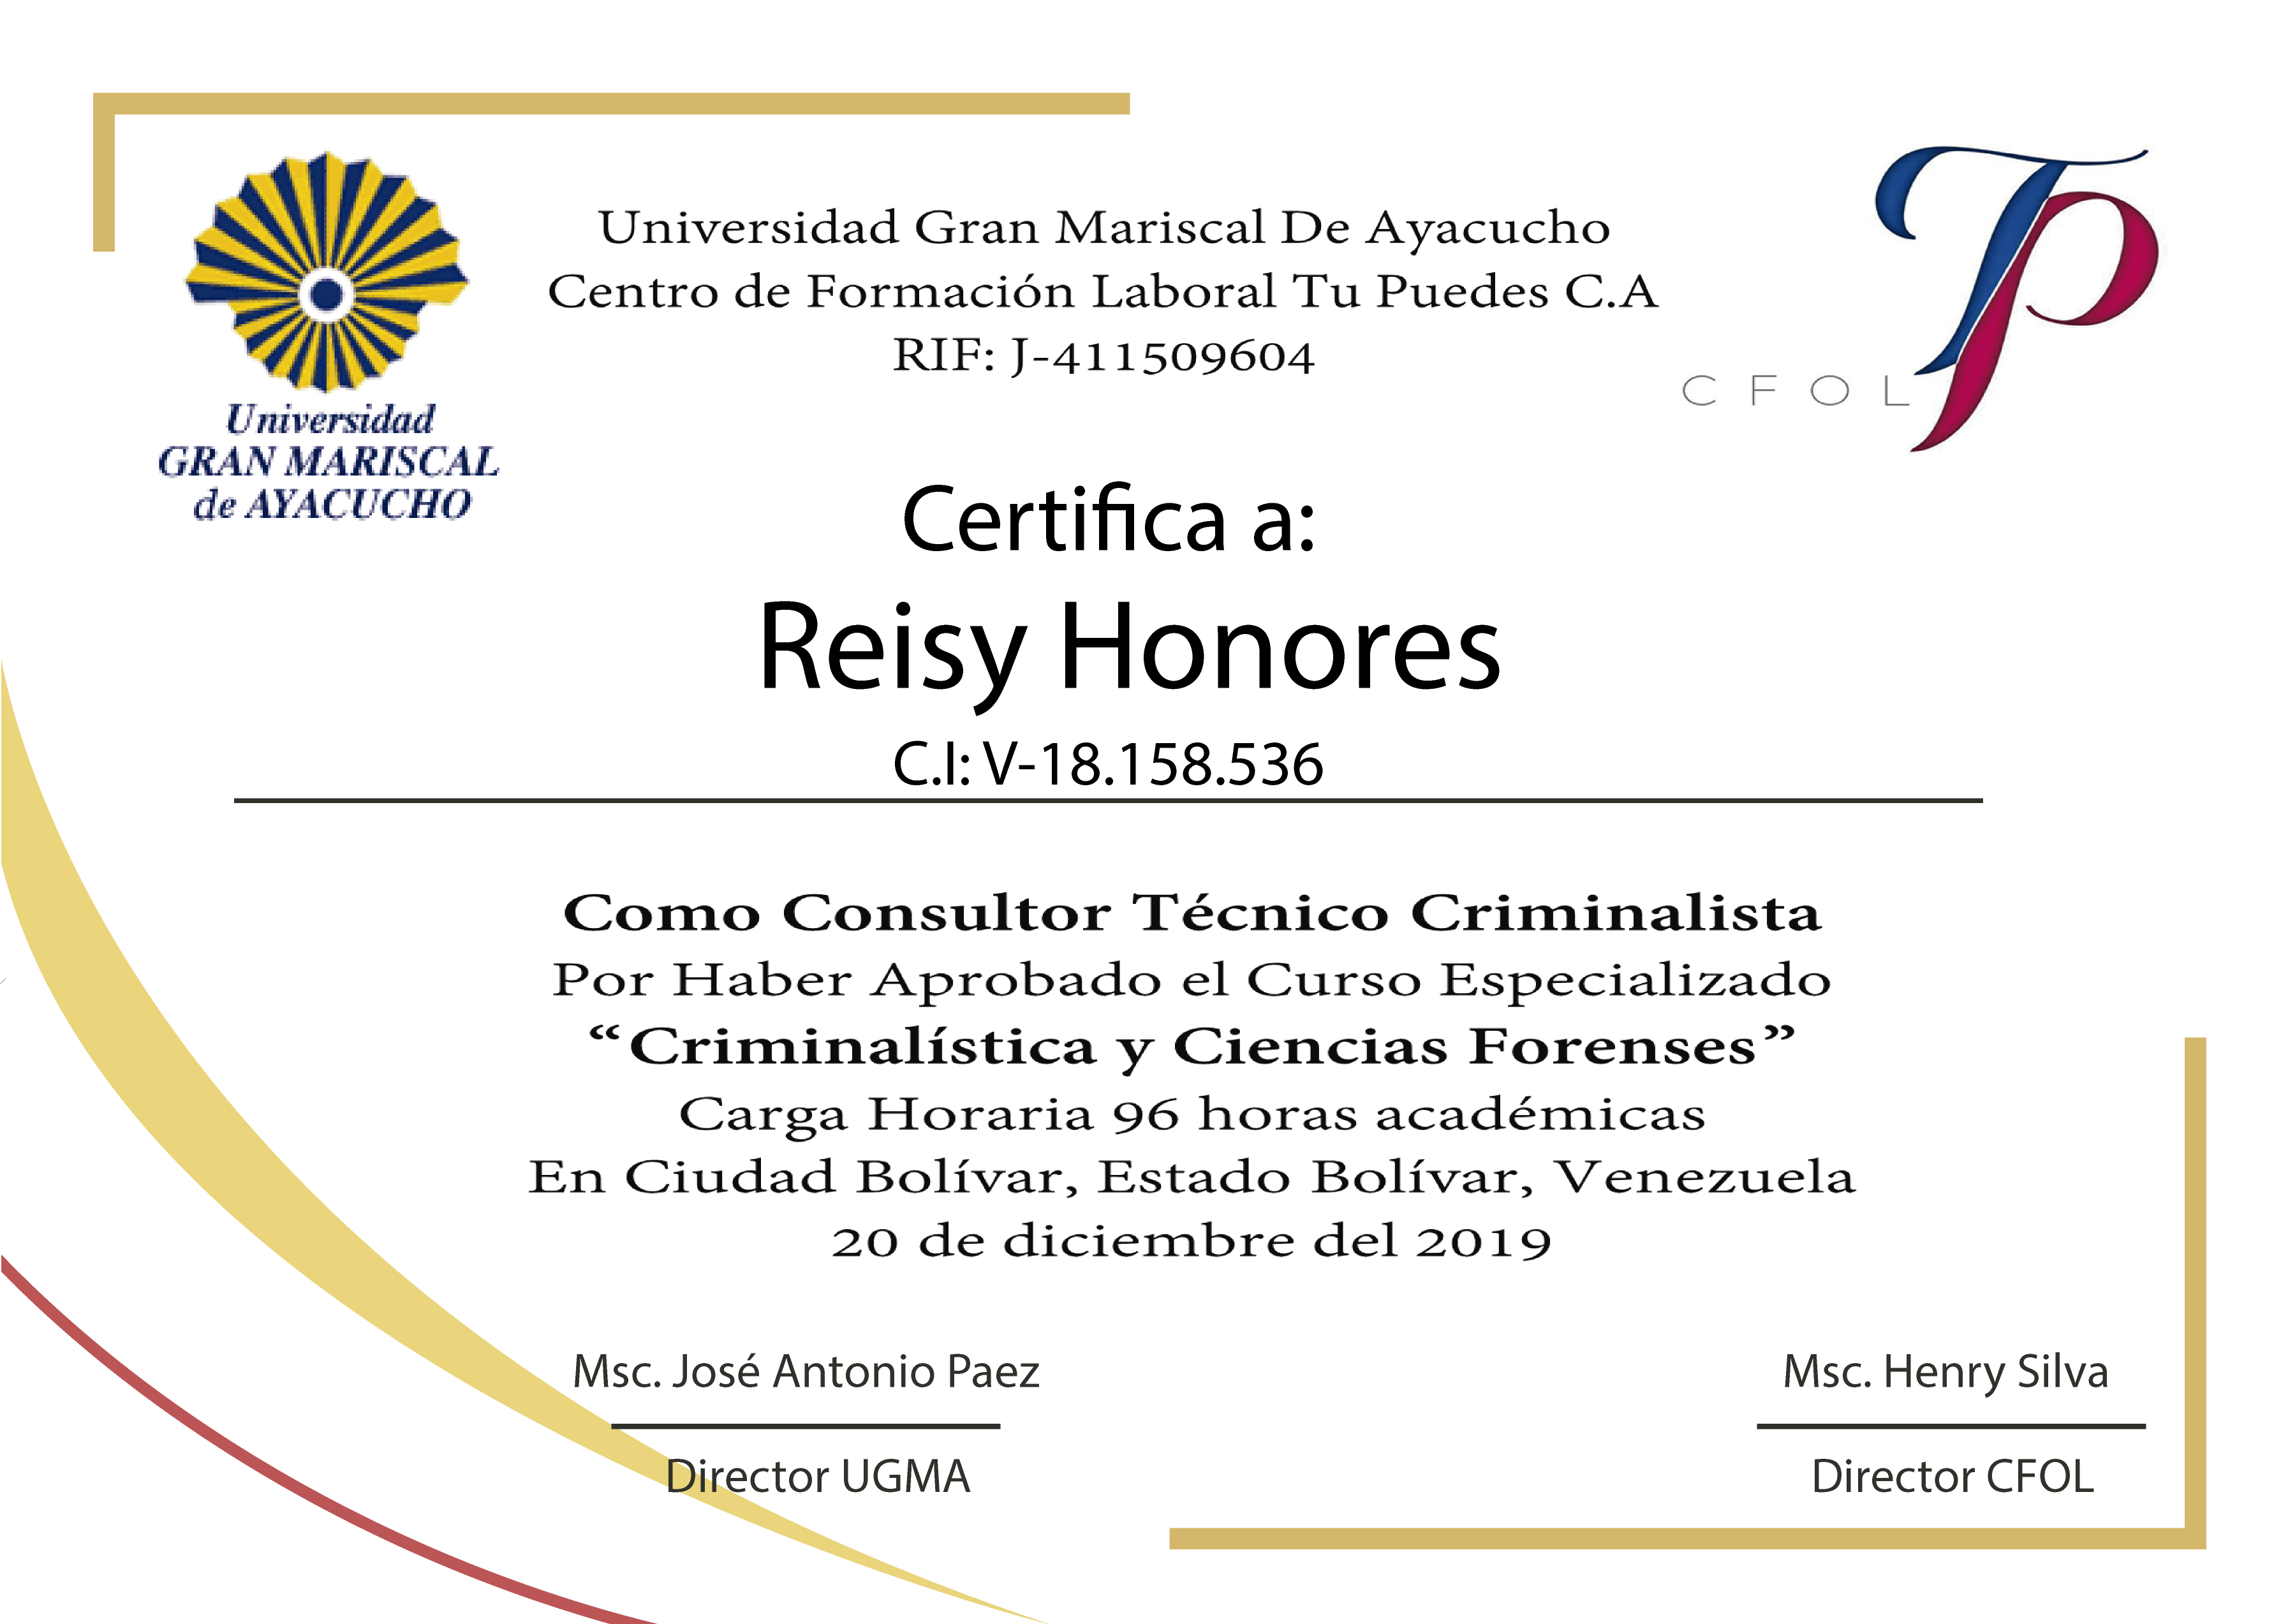 Universidad Gran Mariscal De Ayacucho
Centro de Formación Laboral Tu Puedes C.A
RIF: J-411509604
Universidad
GRAN MARISCAL
de AYACUCHO
TP
CFOL
Certifica a:
Reisy Honores
C.I: V-18.158.536
Como Consultor Técnico Criminalista
Por Haber Aprobado el Curso Especializado
“Criminalística y Ciencias Forenses”
Carga Horaria 96 horas académicas
En Ciudad Bolívar, Estado Bolívar, Venezuela
20 de diciembre del 2019
Msc. José Antonio Paez
Director UGMA
Msc. Henry Silva
Director CFOL